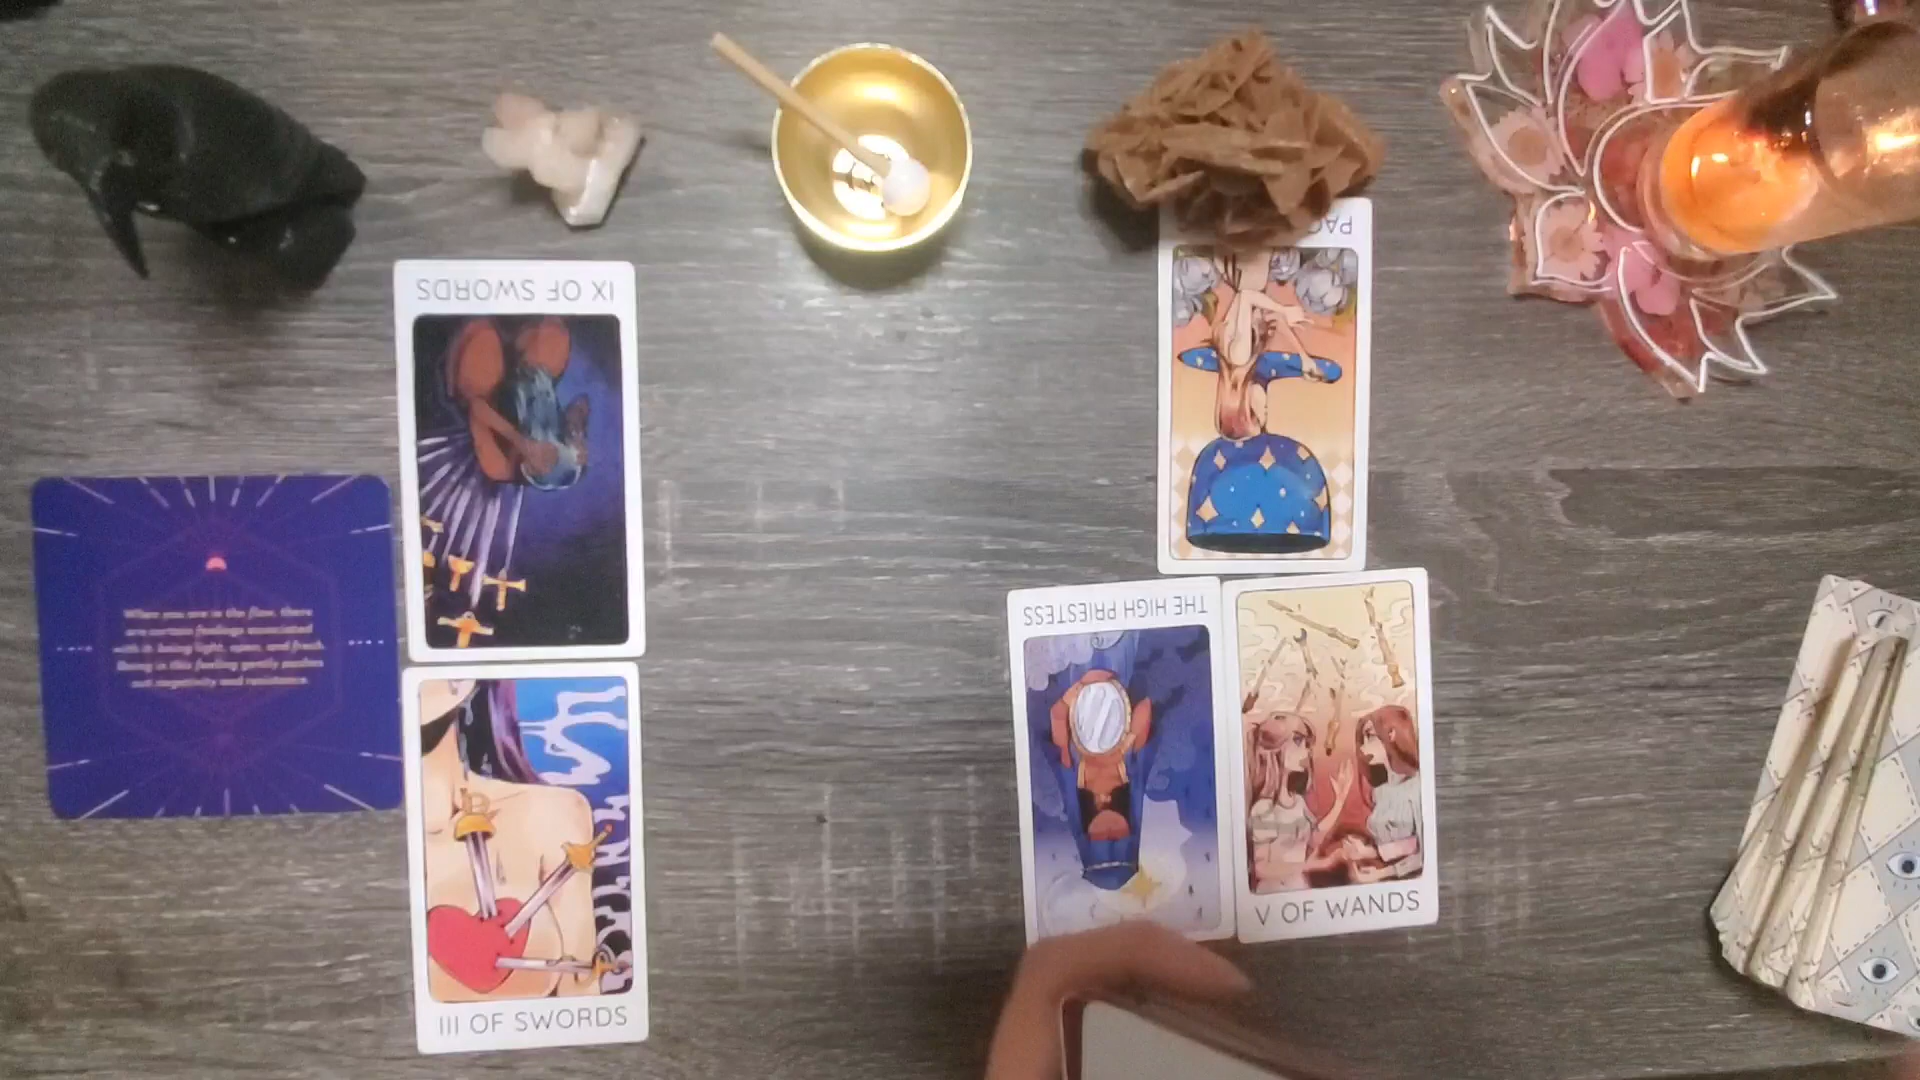 IX OF SWORDS
PAG
When you are in the flow, there
are certain feelings associated
with it: being light, open, and fresh.
Being in this feeling gently pushes
out negativity and resistance.
THE HIGH PRIESTESS
V OF WANDS
III OF SWORDS